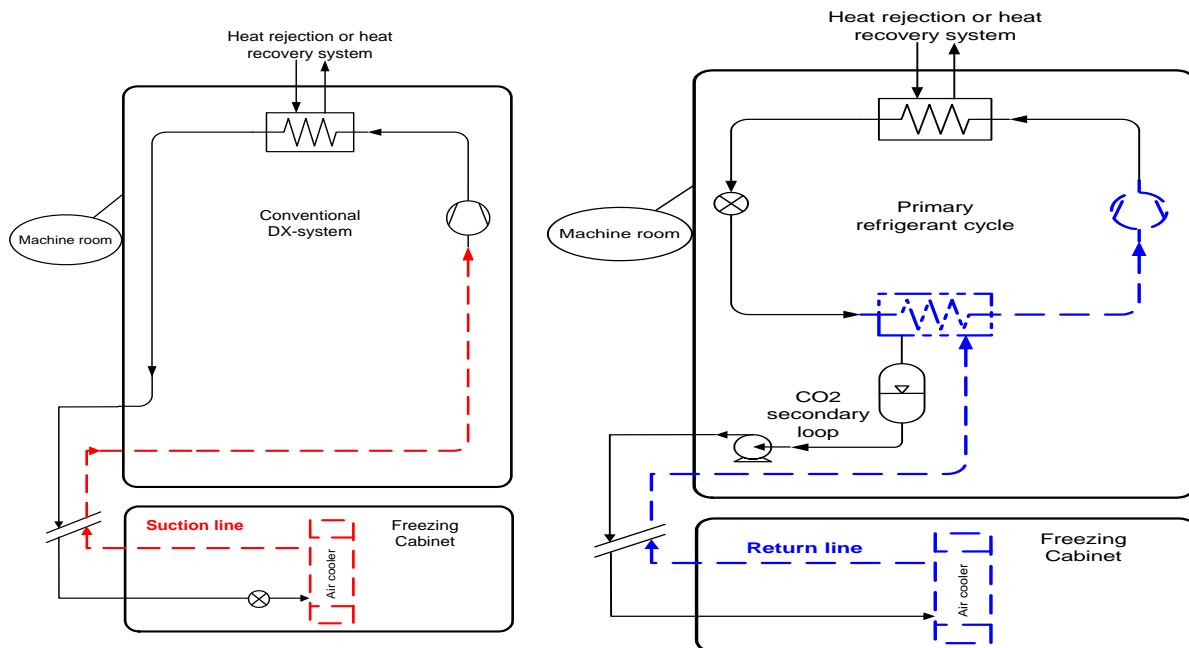 Heat rejection or heat
recovery system
Machine room
Conventional
DX-system
Suction line
Freezing
Cabinet
Air cooler
Heat rejection or heat
recovery system
Machine room
Primary
refrigerant cycle
CO2
secondary
loop
Return line
Freezing
Cabinet
Air cooler